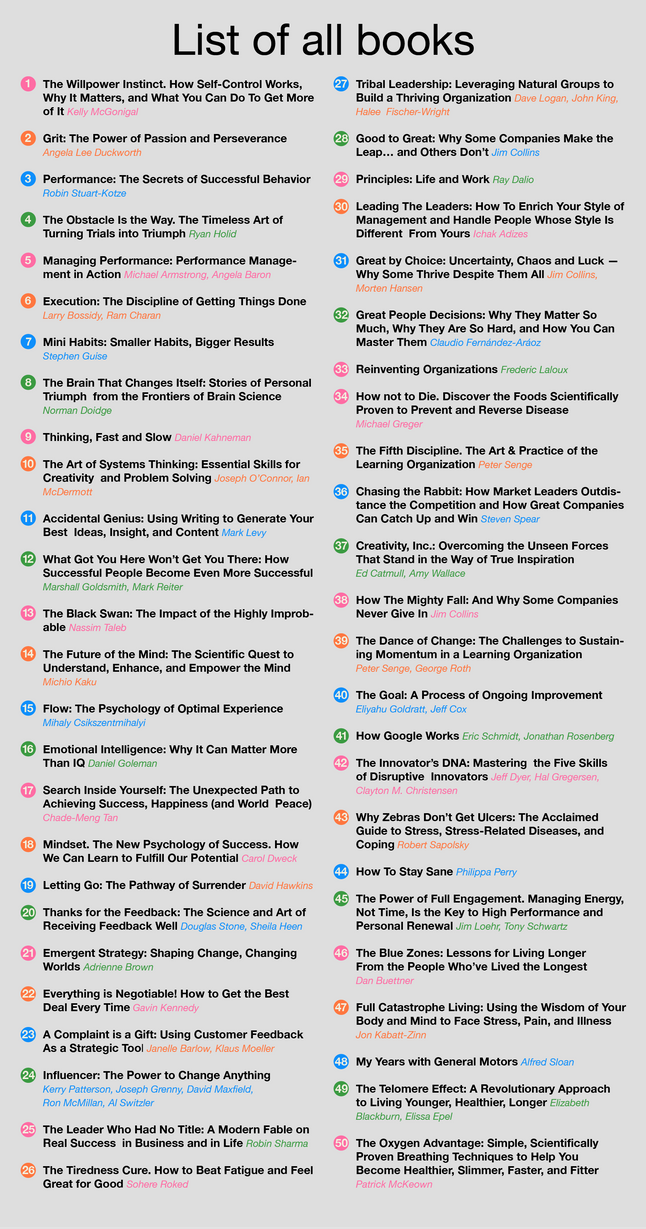 List of all books
1 The Willpower Instinct. How Self-Control Works,
Why It Matters, and What You Can Do To Get More
of It Kelly McGonigal
2 Grit: The Power of Passion and Perseverance
Angela Lee Duckworth
3 Performance: The Secrets of Successful Behavior
Robin Stuart-Kotze
4 The Obstacle Is the Way. The Timeless Art of
Turning Trials into Triumph Ryan Holid
5 Managing Performance: Performance Manage-
ment in Action Michael Armstrong, Angela Baron
6 Execution: The Discipline of Getting Things Done
Larry Bossidy, Ram Charan
7 Mini Habits: Smaller Habits, Bigger Results
Stephen Guise
8 The Brain That Changes Itself: Stories of Personal
Triumph from the Frontiers of Brain Science
Norman Doidge
9 Thinking, Fast and Slow Daniel Kahneman
10 The Art of Systems Thinking: Essential Skills for
Creativity and Problem Solving Joseph O'Connor, Ian
McDermott
11 Accidental Genius: Using Writing to Generate Your
Best Ideas, Insight, and Content Mark Levy
12 What Got You Here Won't Get You There: How
Successful People Become Even More Successful
Marshall Goldsmith, Mark Reiter
13 The Black Swan: The Impact of the Highly Improb-
able Nassim Taleb
14 The Future of the Mind: The Scientific Quest to
Understand, Enhance, and Empower the Mind
Michio Kaku
15 Flow: The Psychology of Optimal Experience
Mihaly Csikszentmihalyi
16 Emotional Intelligence: Why It Can Matter More
Than IQ Daniel Goleman
17 Search Inside Yourself: The Unexpected Path to
Achieving Success, Happiness (and World Peace)
Chade-Meng Tan
18 Mindset. The New Psychology of Success. How
We Can Learn to Fulfill Our Potential Carol Dweck
19 Letting Go: The Pathway of Surrender David Hawkins
20 Thanks for the Feedback: The Science and Art of
Receiving Feedback Well Douglas Stone, Sheila Heen
21 Emergent Strategy: Shaping Change, Changing
Worlds Adrienne Brown
22 Everything is Negotiable! How to Get the Best
Deal Every Time Gavin Kennedy
23 A Complaint is a Gift: Using Customer Feedback
As a Strategic Tool Janelle Barlow, Klaus Moeller
24 Influencer: The Power to Change Anything
Kerry Patterson, Joseph Grenny, David Maxfield,
Ron McMillan, Al Switzler
25 The Leader Who Had No Title: A Modern Fable on
Real Success in Business and in Life Robin Sharma
26 The Tiredness Cure. How to Beat Fatigue and Feel
Great for Good Sohere Roked
27 Tribal Leadership: Leveraging Natural Groups to
Build a Thriving Organization Dave Logan, John King,
Halee Fischer-Wright
28 Good to Great: Why Some Companies Make the
Leap... and Others Don't Jim Collins
29 Principles: Life and Work Ray Dalio
30 Leading The Leaders: How To Enrich Your Style of
Management and Handle People Whose Style Is
Different From Yours Ichak Adizes
31 Great by Choice: Uncertainty, Chaos and Luck —
Why Some Thrive Despite Them All Jim Collins,
Morten Hansen
32 Great People Decisions: Why They Matter So
Much, Why They Are So Hard, and How You Can
Master Them Claudio Fernández-Aráoz
33 Reinventing Organizations Frederic Laloux
34 How not to Die. Discover the Foods Scientifically
Proven to Prevent and Reverse Disease
Michael Greger
35 The Fifth Discipline. The Art & Practice of the
Learning Organization Peter Senge
36 Chasing the Rabbit: How Market Leaders Outdis-
tance the Competition and How Great Companies
Can Catch Up and Win Steven Spear
37 Creativity, Inc.: Overcoming the Unseen Forces
That Stand in the Way of True Inspiration
Ed Catmull, Amy Wallace
38 How The Mighty Fall: And Why Some Companies
Never Give In Jim Collins
39 The Dance of Change: The Challenges to Sustain-
ing Momentum in a Learning Organization
Peter Senge, George Roth
40 The Goal: A Process of Ongoing Improvement
Eliyahu Goldratt, Jeff Cox
41 How Google Works Eric Schmidt, Jonathan Rosenberg
42 The Innovator's DNA: Mastering the Five Skills
of Disruptive Innovators Jeff Dyer, Hal Gregersen,
Clayton M. Christensen
43 Why Zebras Don't Get Ulcers: The Acclaimed
Guide to Stress, Stress-Related Diseases, and
Coping Robert Sapolsky
44 How To Stay Sane Philippa Perry
45 The Power of Full Engagement. Managing Energy,
Not Time, Is the Key to High Performance and
Personal Renewal Jim Loehr, Tony Schwartz
46 The Blue Zones: Lessons for Living Longer
From the People Who've Lived the Longest
Dan Buettner
47 Full Catastrophe Living: Using the Wisdom of Your
Body and Mind to Face Stress, Pain, and Illness
Jon Kabatt-Zinn
48 My Years with General Motors Alfred Sloan
49 The Telomere Effect: A Revolutionary Approach
to Living Younger, Healthier, Longer Elizabeth
Blackburn, Elissa Epel
50 The Oxygen Advantage: Simple, Scientifically
Proven Breathing Techniques to Help You
Become Healthier, Slimmer, Faster, and Fitter
Patrick McKeown